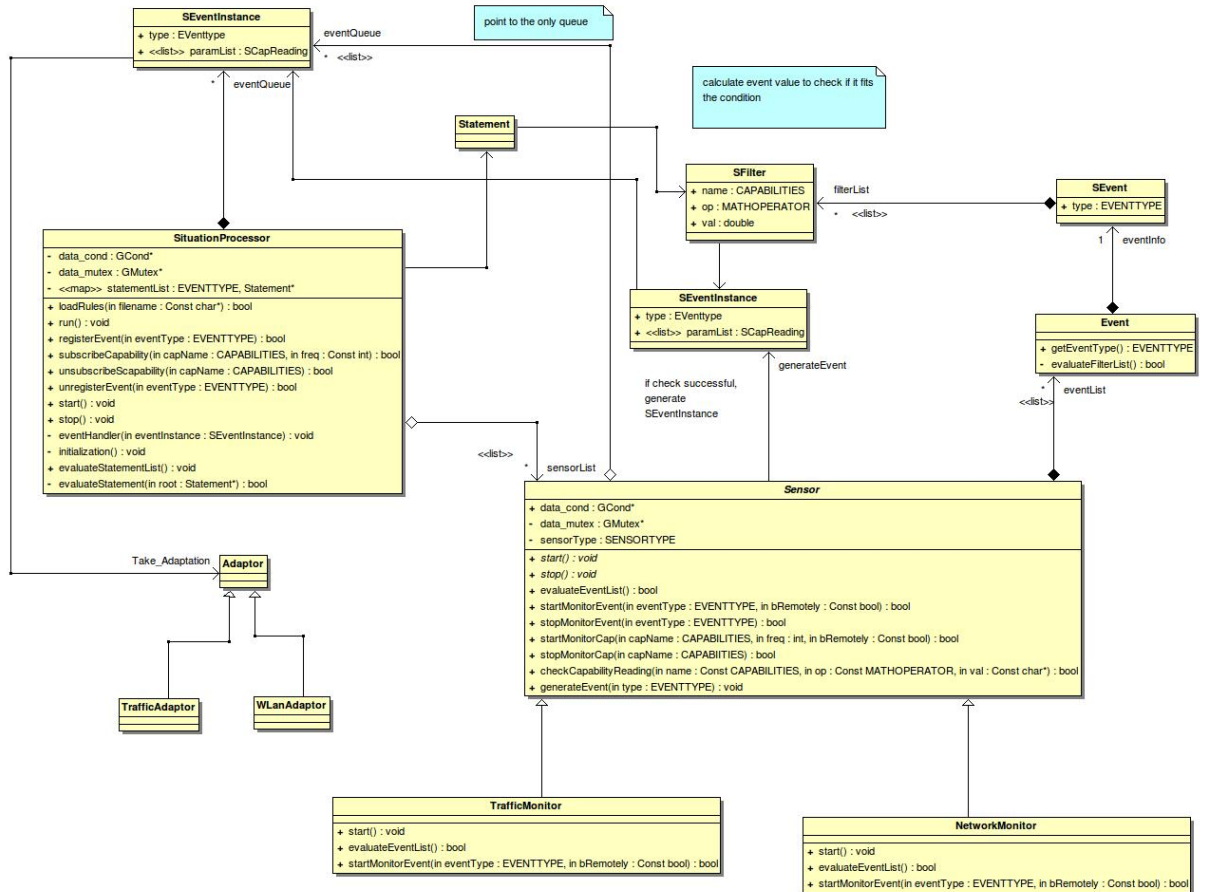 SEventInstance
+ type : EVenttype
+ <<list>> paramList : SCapReading
point to the only queue
eventQueue
* <<list>>
* eventQueue
calculate event value to check if it fits
the condition
Statement
SFilter
+ name : CAPABILITIES
+ op : MATHOPERATOR
+ val : double
filterList
* <<list>>
SEvent
+ type : EVENTTYPE
1 eventInfo
SituationProcessor
- data_cond : GCond*
- data_mutex : GMutex*
- <<map>> statementList : EVENTTYPE, Statement*
+ loadRules(in filename : Const char*) : bool
+ run() : void
+ registerEvent(in eventType : EVENTTYPE) : bool
+ subscribeCapability(in capName : CAPABILITIES, in freq : Const int) : bool
+ unsubscribeScapability(in capName : CAPABILITIES) : bool
+ unregisterEvent(in eventType : EVENTTYPE) : bool
+ start() : void
+ stop() : void
- eventHandler(in eventInstance : SEventInstance) : void
- initialization() : void
+ evaluateStatementList() : void
- evaluateStatement(in root : Statement*) : bool
SEventInstance
+ type : EVenttype
+ <<list>> paramList : SCapReading
Event
+ getEventType() : EVENTTYPE
- evaluateFilterList() : bool
generateEvent
if check successful,
generate
SEventInstance
* eventList
<<list>>
<<list>>
* sensorList
Sensor
+ data_cond : GCond*
- data_mutex : GMutex*
- sensorType : SENSORTYPE
+ start() : void
+ stop() : void
+ evaluateEventList() : bool
+ startMonitorEvent(in eventType : EVENTTYPE, in bRemotely : Const bool) : bool
+ stopMonitorEvent(in eventType : EVENTTYPE) : bool
+ startMonitorCap(in capName : CAPABILITIES, in freq : int, in bRemotely : Const bool) : bool
+ stopMonitorCap(in capName : CAPABIITIES) : bool
+ checkCapabilityReading(in name : Const CAPABILITIES, in op : Const MATHOPERATOR, in val : Const char*) : bool
+ generateEvent(in type : EVENTTYPE) : void
Take_Adaptation
Adaptor
TrafficAdaptor
WLanAdaptor
TrafficMonitor
+ start() : void
+ evaluateEventList() : bool
+ startMonitorEvent(in eventType : EVENTTYPE, in bRemotely : Const bool) : bool
NetworkMonitor
+ start() : void
+ evaluateEventList() : bool
+ startMonitorEvent(in eventType : EVENTTYPE, in bRemotely : Const bool) : bool